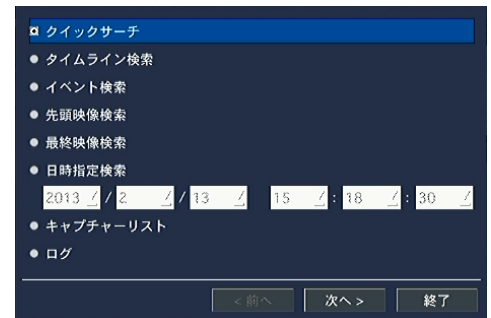 クイックサーチ
タイムライン検索
イベント検索
先頭映像検索
最終映像検索
日時指定検索
2013 / 2 / 13 15 : 18 : 30
キャプチャーリスト
ログ
<前へ 次へ> 終了